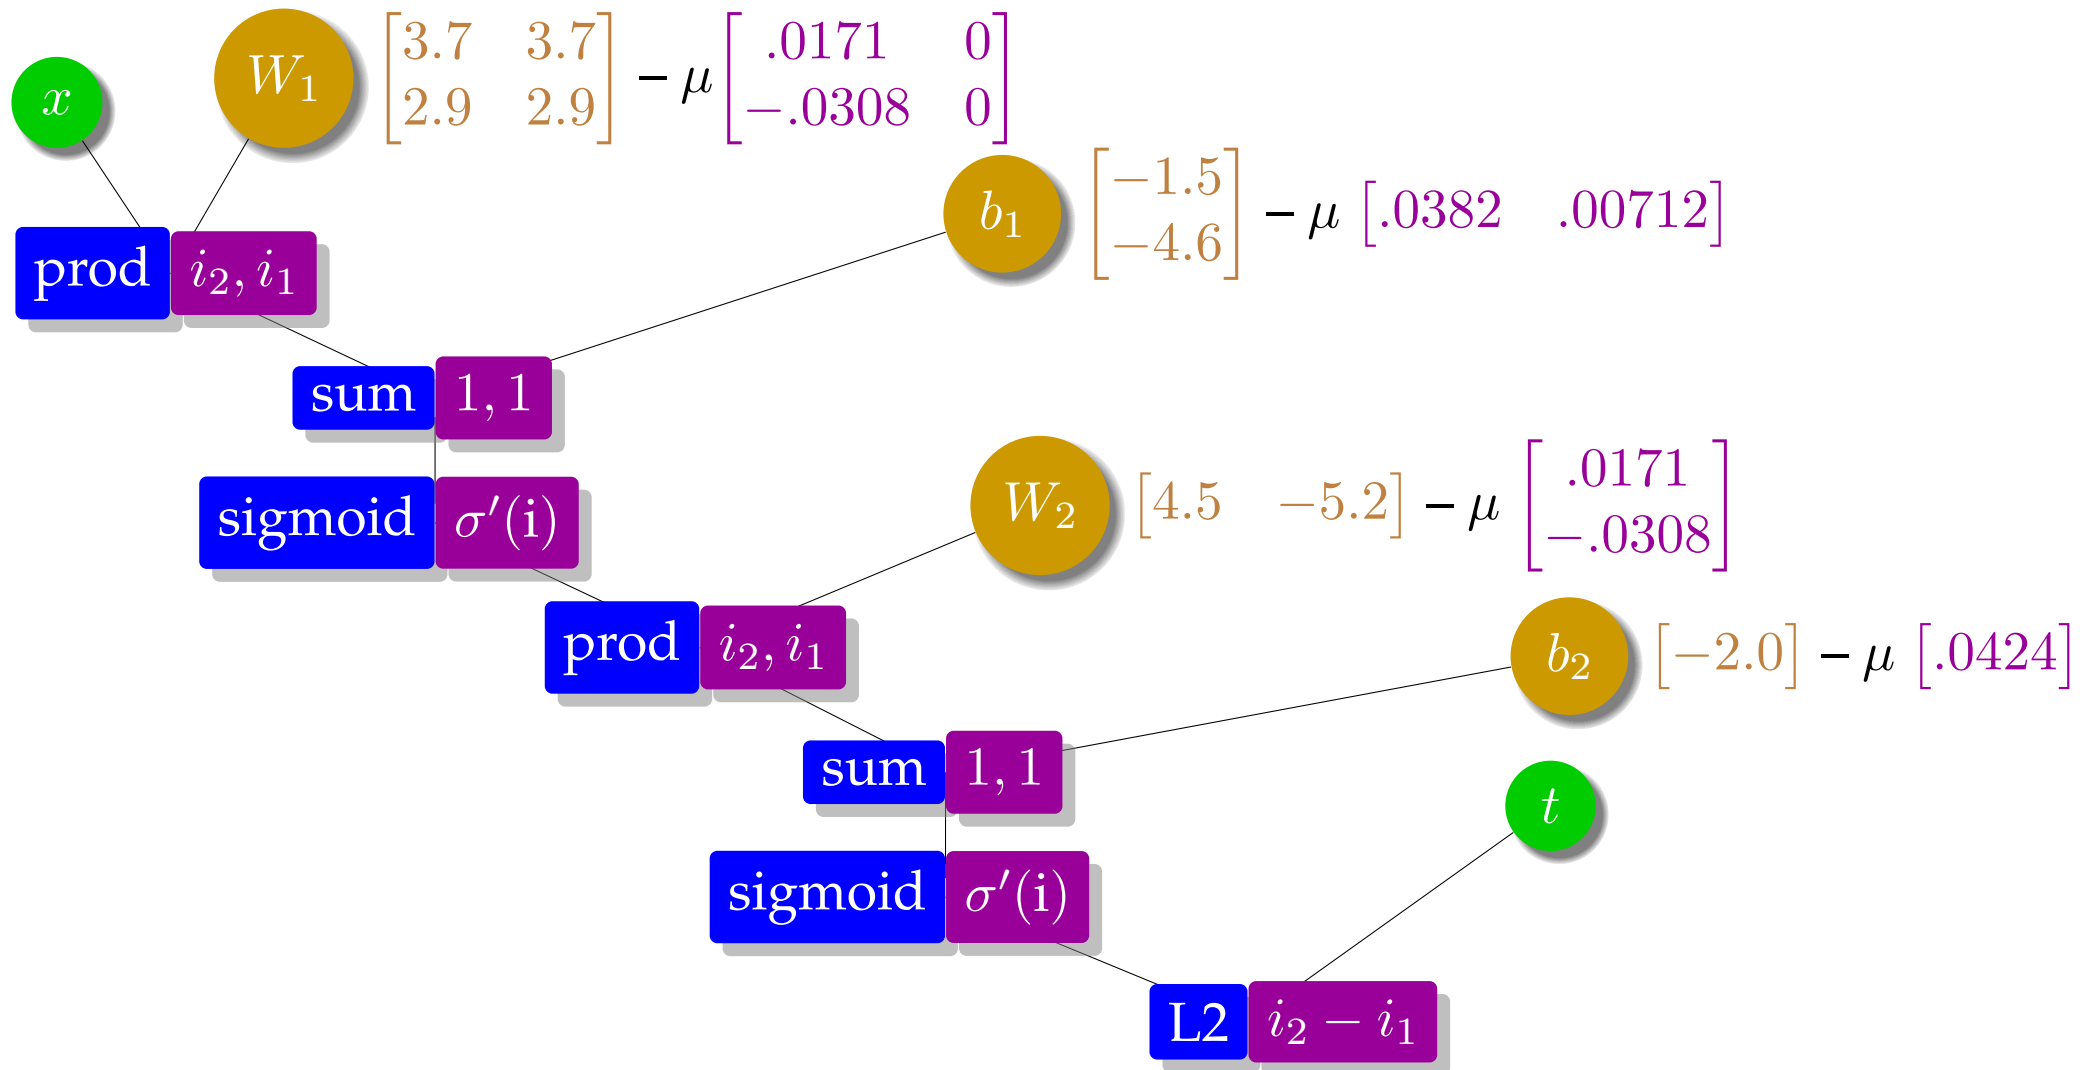 x W₁ [3.7 3.7; 2.9 2.9] − μ [.0171 0; −.0308 0]
b₁ [−1.5; −4.6] − μ [.0382 .00712]
prod i₂, i₁
sum 1, 1
W₂ [4.5 −5.2] − μ [.0171; −.0308]
sigmoid σ′(i)
prod i₂, i₁
b₂ [−2.0] − μ [.0424]
sum 1, 1
t
sigmoid σ′(i)
L2 i₂ − i₁